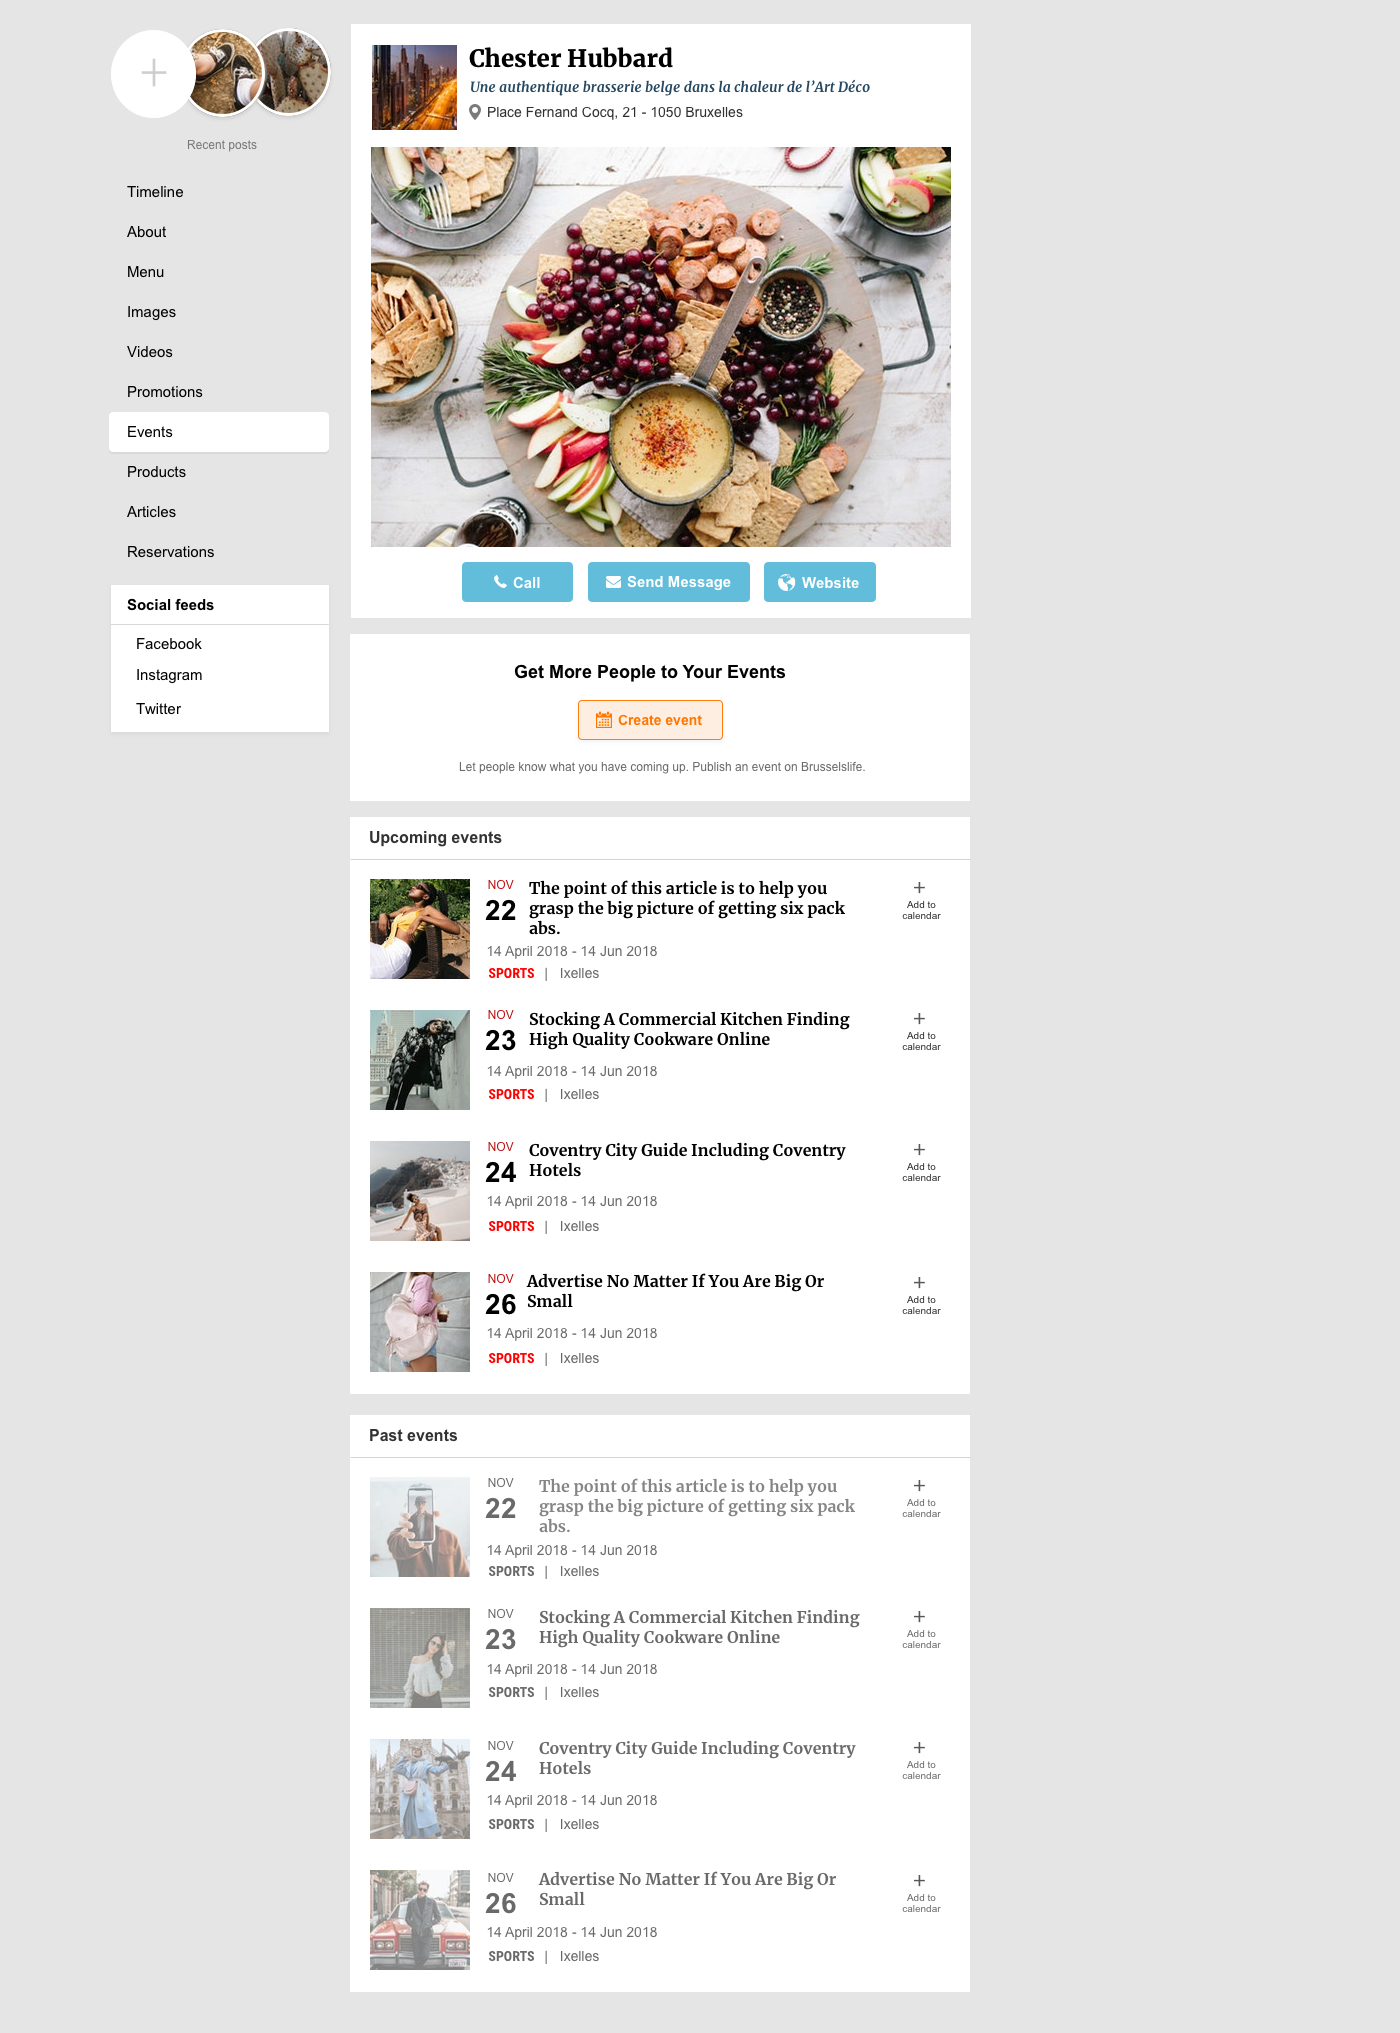 Recent posts
Timeline
About
Menu
Images
Videos
Promotions
Events
Products
Articles
Reservations
Social feeds
Facebook
Instagram
Twitter
Chester Hubbard
Une authentique brasserie belge dans la chaleur de l’Art Déco
Place Fernand Cocq, 21 - 1050 Bruxelles
Call
Send Message
Website
Get More People to Your Events
Create event
Let people know what you have coming up. Publish an event on Brusselslife.
Upcoming events
NOV
22
The point of this article is to help you
grasp the big picture of getting six pack
abs.
14 April 2018 - 14 Jun 2018
SPORTS | Ixelles
Add to
calendar
NOV
23
Stocking A Commercial Kitchen Finding
High Quality Cookware Online
14 April 2018 - 14 Jun 2018
SPORTS | Ixelles
Add to
calendar
NOV
24
Coventry City Guide Including Coventry
Hotels
14 April 2018 - 14 Jun 2018
SPORTS | Ixelles
Add to
calendar
NOV
26
Advertise No Matter If You Are Big Or
Small
14 April 2018 - 14 Jun 2018
SPORTS | Ixelles
Add to
calendar
Past events
NOV
22
The point of this article is to help you
grasp the big picture of getting six pack
abs.
14 April 2018 - 14 Jun 2018
SPORTS | Ixelles
Add to
calendar
NOV
23
Stocking A Commercial Kitchen Finding
High Quality Cookware Online
14 April 2018 - 14 Jun 2018
SPORTS | Ixelles
Add to
calendar
NOV
24
Coventry City Guide Including Coventry
Hotels
14 April 2018 - 14 Jun 2018
SPORTS | Ixelles
Add to
calendar
NOV
26
Advertise No Matter If You Are Big Or
Small
14 April 2018 - 14 Jun 2018
SPORTS | Ixelles
Add to
calendar